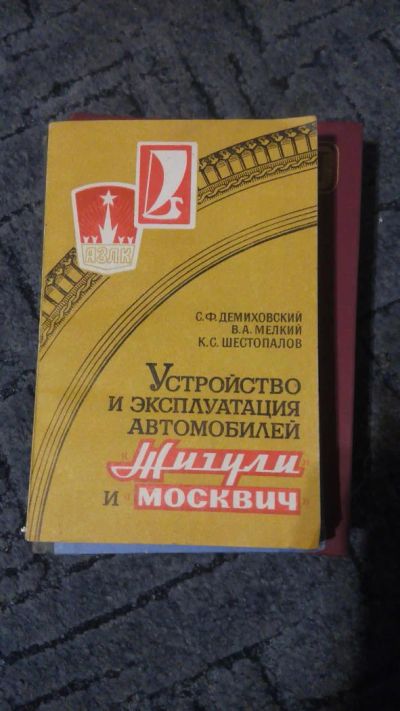 АЗЛК
С.Ф. ДЕМИХОВСКИЙ
В.А. МЕЛКИЙ
К.С. ШЕСТОПАЛОВ
УСТРОЙСТВО
И ЭКСПЛУАТАЦИЯ
АВТОМОБИЛЕЙ
„Жигули"
И „МОСКВИЧ"